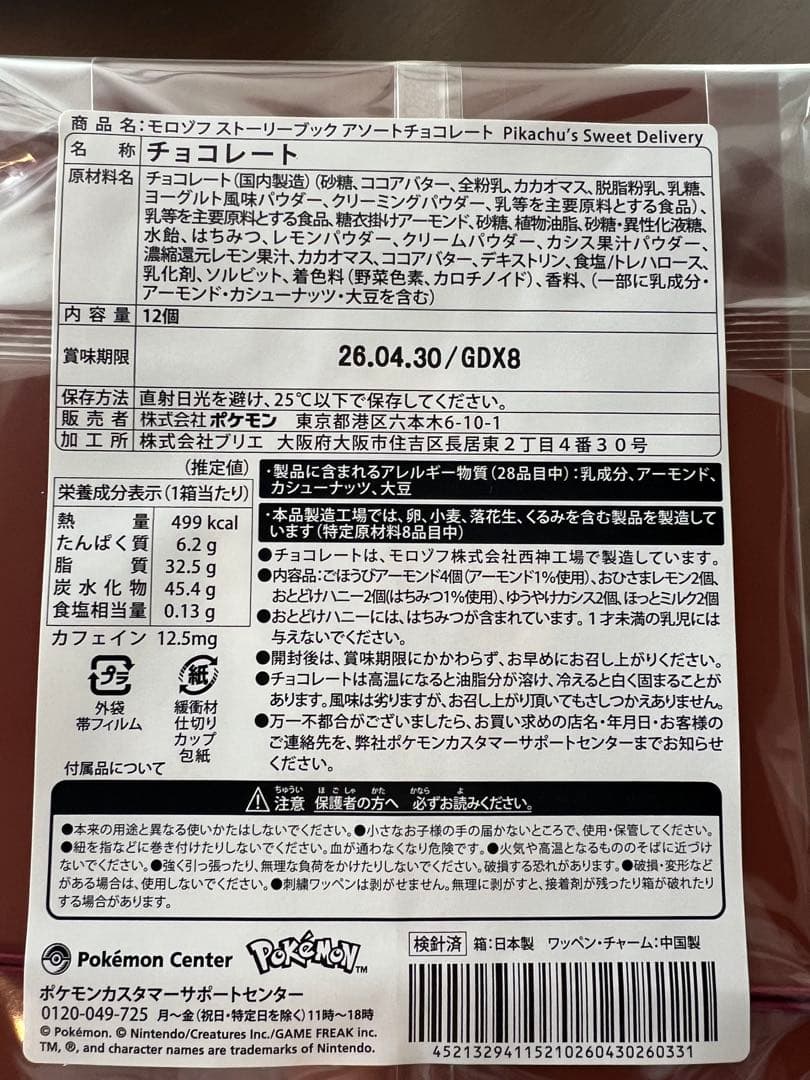 商品名:モロゾフ ストーリーブック アソートチョコレート Pikachu's Sweet Delivery
名称 チョコレート
原材料名 チョコレート(国内製造)(砂糖、ココアバター、全粉乳、カカオマス、脱脂粉乳、乳糖、
ヨーグルト風味パウダー、クリーミングパウダー、乳等を主要原料とする食品)、
乳等を主要原料とする食品、糖衣掛けアーモンド、砂糖、植物油脂、砂糖・異性化液糖、
水飴、はちみつ、レモンパウダー、クリームパウダー、カシス果汁パウダー、
濃縮還元レモン果汁、カカオマス、ココアバター、デキストリン、食塩/トレハロース、
乳化剤、ソルビット、着色料(野菜色素、カロチノイド)、香料、(一部に乳成分・
アーモンド・カシューナッツ・大豆を含む)
内容量 12個
賞味期限 26.04.30/GDX8
保存方法 直射日光を避け、25℃以下で保存してください。
販売者 株式会社ポケモン 東京都港区六本木6-10-1
加工所 株式会社プリエ 大阪府大阪市住吉区長居東2丁目4番30号
(推定値)
栄養成分表示(1箱当たり)
熱量 499 kcal
たんぱく質 6.2 g
脂質 32.5 g
炭水化物 45.4 g
食塩相当量 0.13 g
カフェイン 12.5mg
プラ
外袋
帯フィルム
紙
緩衝材
仕切り
カップ
包紙
付属品について
・製品に含まれるアレルギー物質(28品目中):乳成分、アーモンド、
カシューナッツ、大豆
・本品製造工場では、卵、小麦、落花生、くるみを含む製品を製造して
います(特定原材料8品目中)
●チョコレートは、モロゾフ株式会社西神工場で製造しています。
●内容品:ごほうびアーモンド4個(アーモンド1%使用)、おひさまレモン2個、
おとどけハニー2個(はちみつ1%使用)、ゆうやけカシス2個、ほっとミルク2個
●おとどけハニーには、はちみつが含まれています。1才未満の乳児には
与えないでください。
●開封後は、賞味期限にかかわらず、お早めにお召し上がりください。
●チョコレートは高温になると油脂分が溶け、冷えると白く固まることが
あります。風味は劣りますが、お召し上がり頂いてもさしつかえありません。
●万一不都合がございましたら、お買い求めの店名・年月日・お客様の
ご連絡先を、弊社ポケモンカスタマーサポートセンターまでお知らせ
ください。
ちゅうい ほごしゃ かた かなら よ
注意 保護者の方へ 必ずお読みください。
●本来の用途と異なる使いかたはしないでください。●小さなお子様の手の届かないところで、使用・保管してください。
●紐を指などに巻き付けたりしないでください。血が通わなくなり危険です。●火気や高温となるもののそばに近づけ
ないでください。●強く引っ張ったり、無理な負荷をかけたりしないでください。破損する恐れがあります。●破損・変形など
がある場合は、使用しないでください。●刺繍ワッペンは剥がせません。無理に剥がすと、接着剤が残ったり箱が破れたり
する場合があります。
Pokémon Center POKéMON TM
ポケモンカスタマーサポートセンター
0120-049-725 月〜金(祝日・特定日を除く)11時〜18時
© Pokémon. © Nintendo/Creatures Inc./GAME FREAK inc.
TM, ®, and character names are trademarks of Nintendo.
検針済 箱:日本製 ワッペン・チャーム:中国製
4521329411521026043026033​1